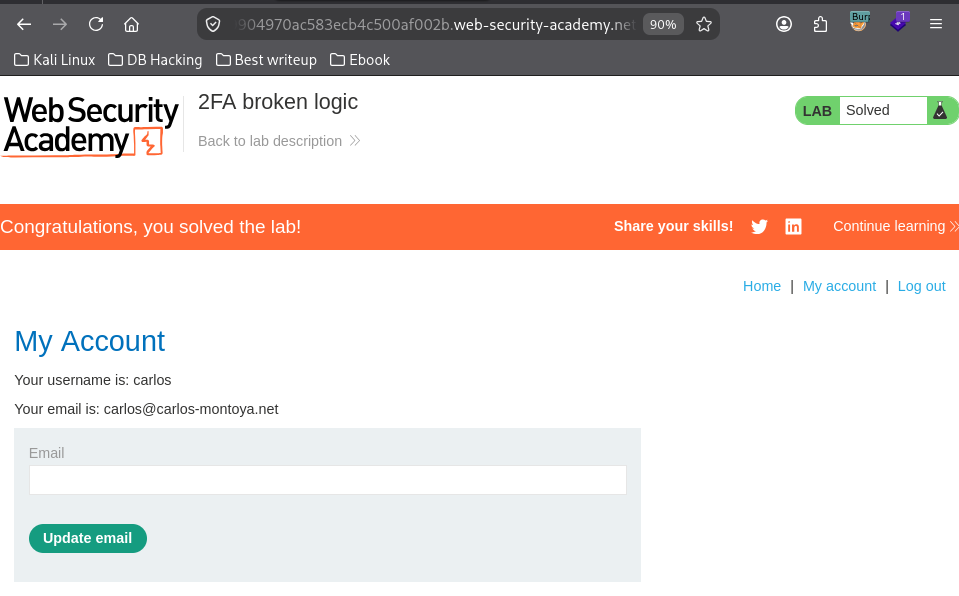 904970ac583ecb4c500af002b.web-security-academy.net 90% Burp 1
Kali Linux DB Hacking Best writeup Ebook
Web Security Academy
2FA broken logic
Back to lab description
LAB Solved
Congratulations, you solved the lab!
Share your skills!
Continue learning
Home | My account | Log out
My Account
Your username is: carlos
Your email is: carlos@carlos-montoya.net
Email
Update email